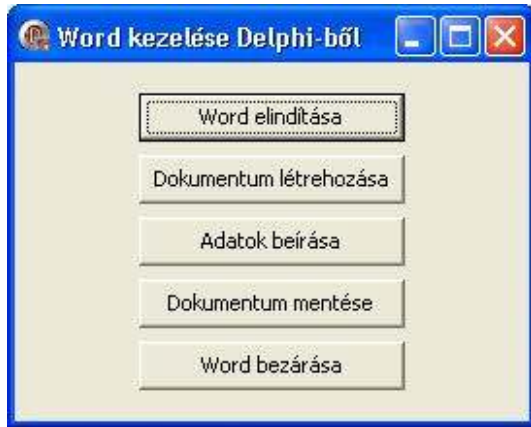 Word kezelése Delphi-ből
Word elindítása
Dokumentum létrehozása
Adatok beírása
Dokumentum mentése
Word bezárása